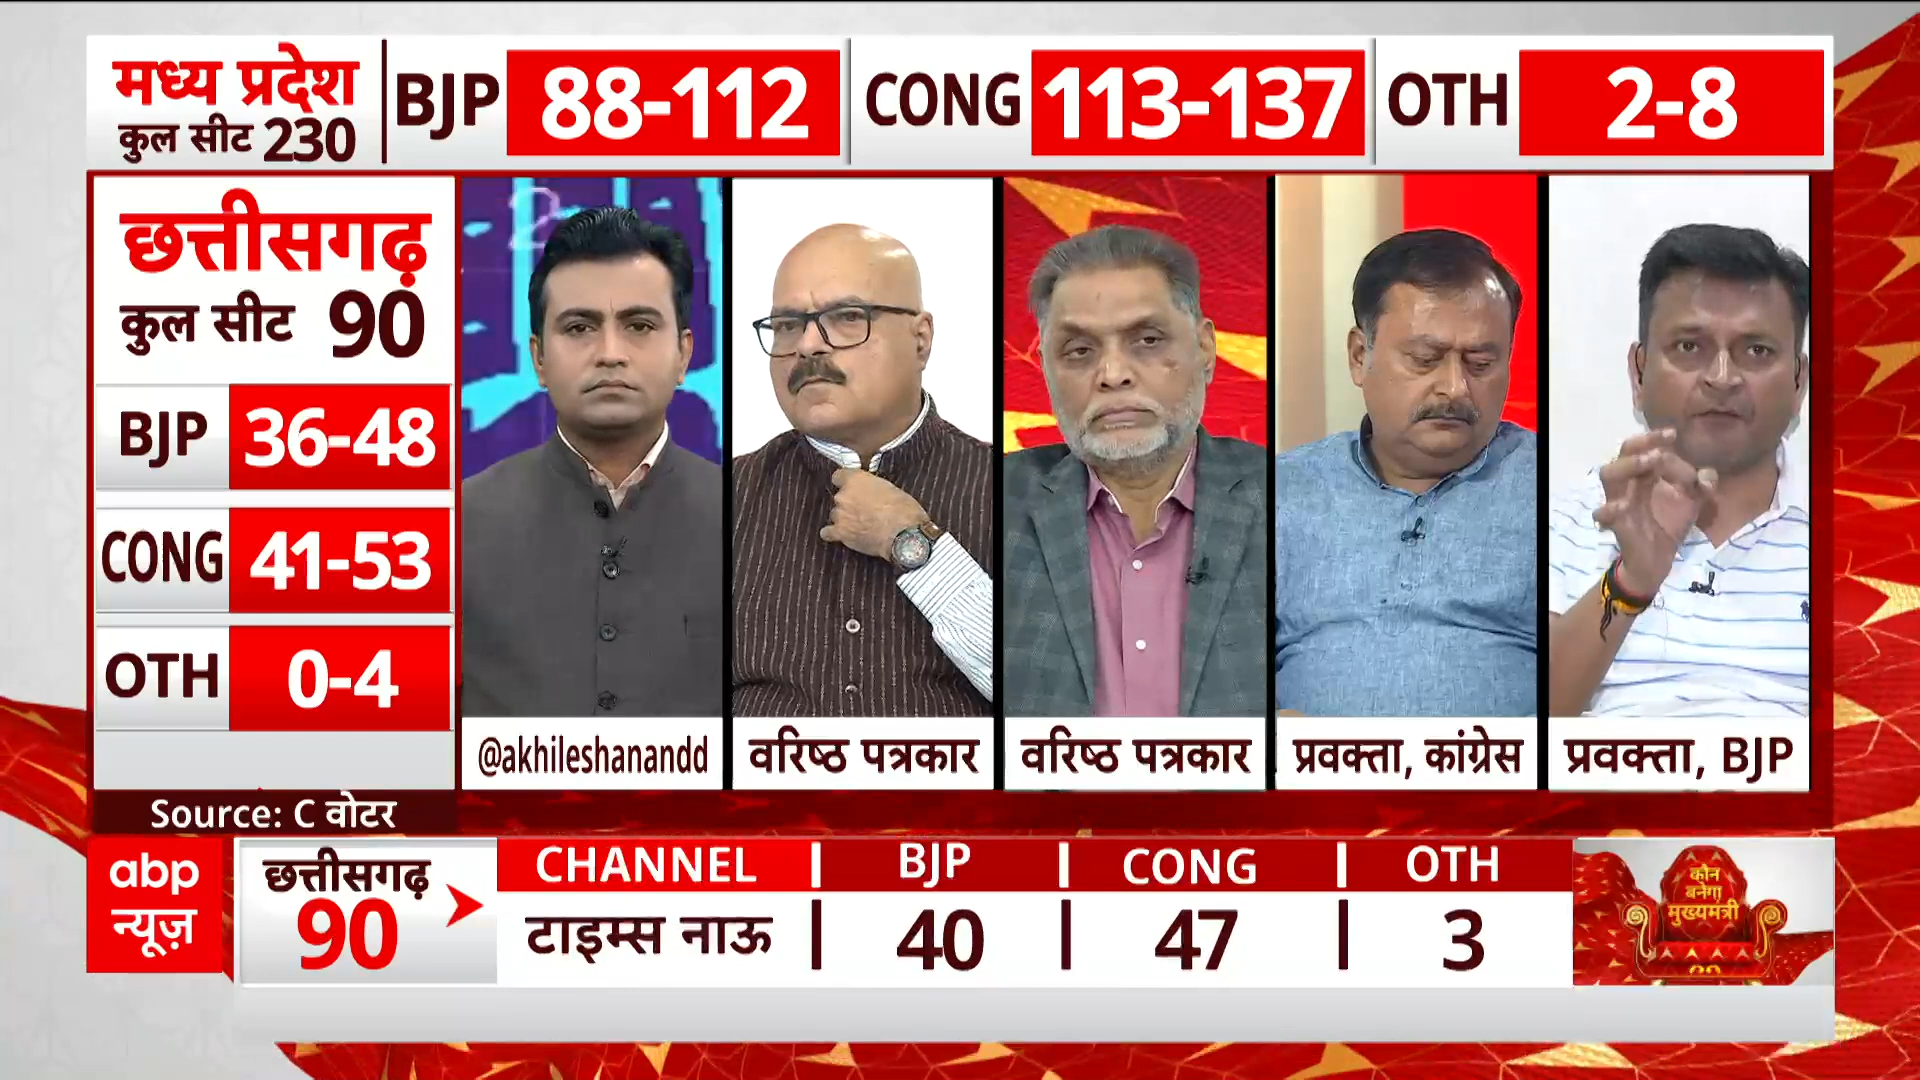 मध्य प्रदेश
कुल सीट 230
BJP 88-112
CONG 113-137
OTH 2-8
छत्तीसगढ़
कुल सीट 90
BJP 36-48
CONG 41-53
OTH 0-4
@akhileshanandd
वरिष्ठ पत्रकार
वरिष्ठ पत्रकार
प्रवक्ता, कांग्रेस
प्रवक्ता, BJP
Source: C वोटर
abp
न्यूज़
छत्तीसगढ़
90
CHANNEL BJP CONG OTH
टाइम्स नाऊ 40 47 3
कौन
बनेगा
मुख्यमंत्री